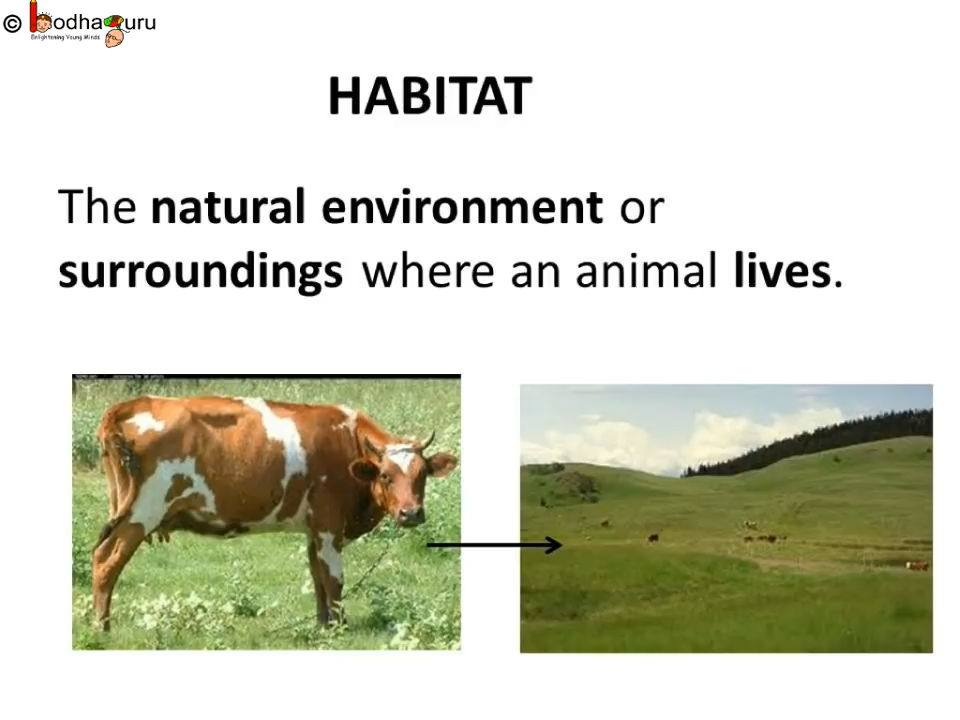 © BodhaGuru
Enlightening Young Minds
HABITAT
The natural environment or
surroundings where an animal lives.